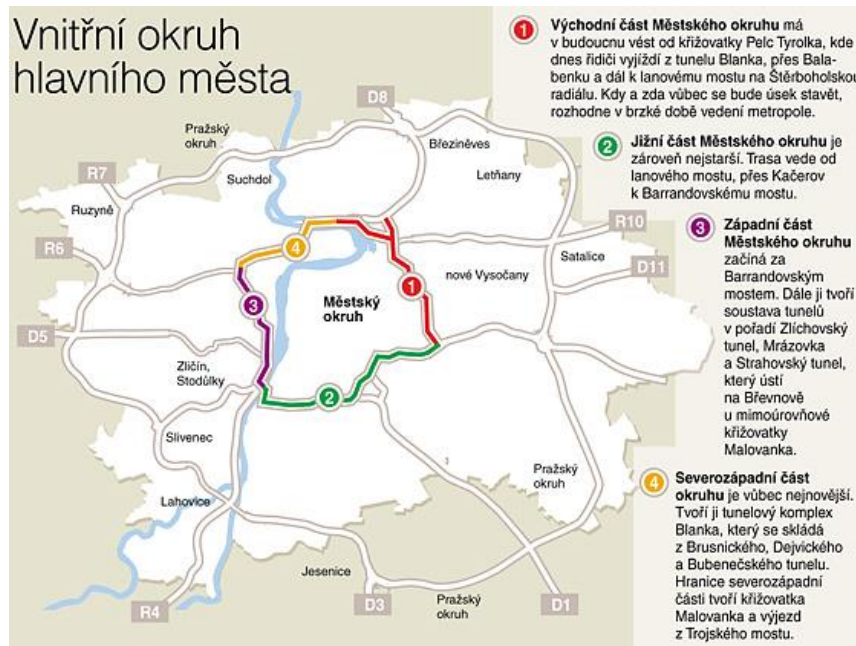 Vnitřní okruh
hlavního města
1
Východní část Městského okruhu má
v budoucnu vést od křižovatky Pelc Tyrolka, kde
dnes řidiči vyjíždí z tunelu Blanka, přes Bala-
benku a dál k lanovému mostu na Štěrboholskou
radiálu. Kdy a zda vůbec se bude úsek stavět,
rozhodne v brzké době vedení metropole.
2
Jižní část Městského okruhu je
zároveň nejstarší. Trasa vede od
lanového mostu, přes Kačerov
k Barrandovskému mostu.
3
Západní část
Městského okruhu
začíná za
Barrandovským
mostem. Dále ji tvoří
soustava tunelů
v pořadí Zlíchovský
tunel, Mrázovka
a Strahovský tunel,
který ústí
na Břevnově
u mimoúrovňové
křižovatky
Malovanka.
4
Severozápadní část
okruhu je vůbec nejnovější.
Tvoří ji tunelový komplex
Blanka, který se skládá
z Brusnického, Dejvického
a Bubenečského tunelu.
Hranice severozápadní
části tvoří křižovatka
Malovanka a výjezd
z Trojského mostu.
D8
Pražský
okruh
Březiněves
R7
Suchdol
Letňany
Ruzyně
R10
R6
4
Satalice
D11
nové Vysočany
1
3
Městský
okruh
D5
Zličín,
Stodůlky
2
Slivenec
Pražský
okruh
Lahovice
Jesenice
R4
D3
Pražský
okruh
D1